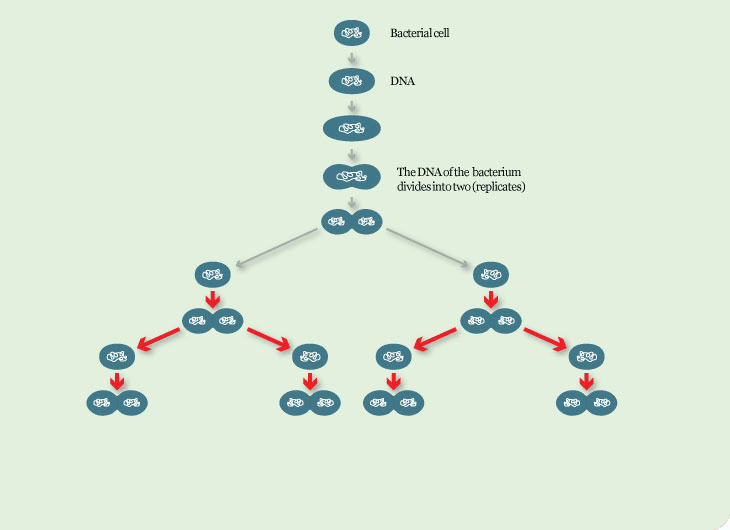 Bacterial cell
DNA
The DNA of the bacterium
divides into two (replicates)